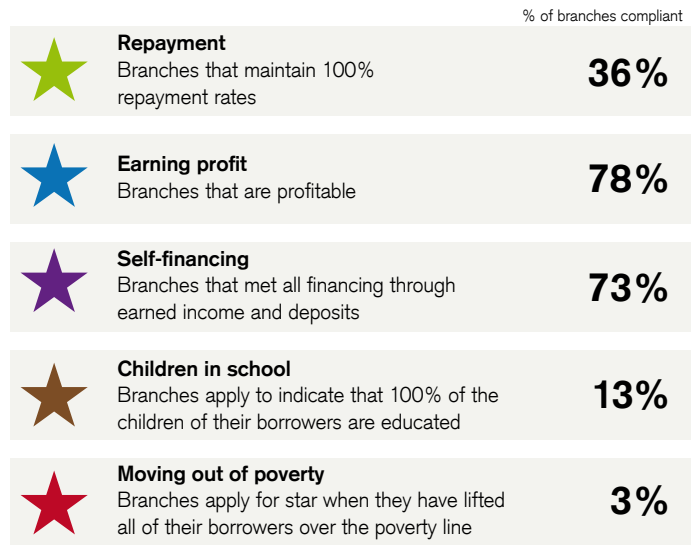 % of branches compliant
Repayment
Branches that maintain 100%
repayment rates
36%
Earning profit
Branches that are profitable
78%
Self-financing
Branches that met all financing through
earned income and deposits
73%
Children in school
Branches apply to indicate that 100% of the
children of their borrowers are educated
13%
Moving out of poverty
Branches apply for star when they have lifted
all of their borrowers over the poverty line
3%